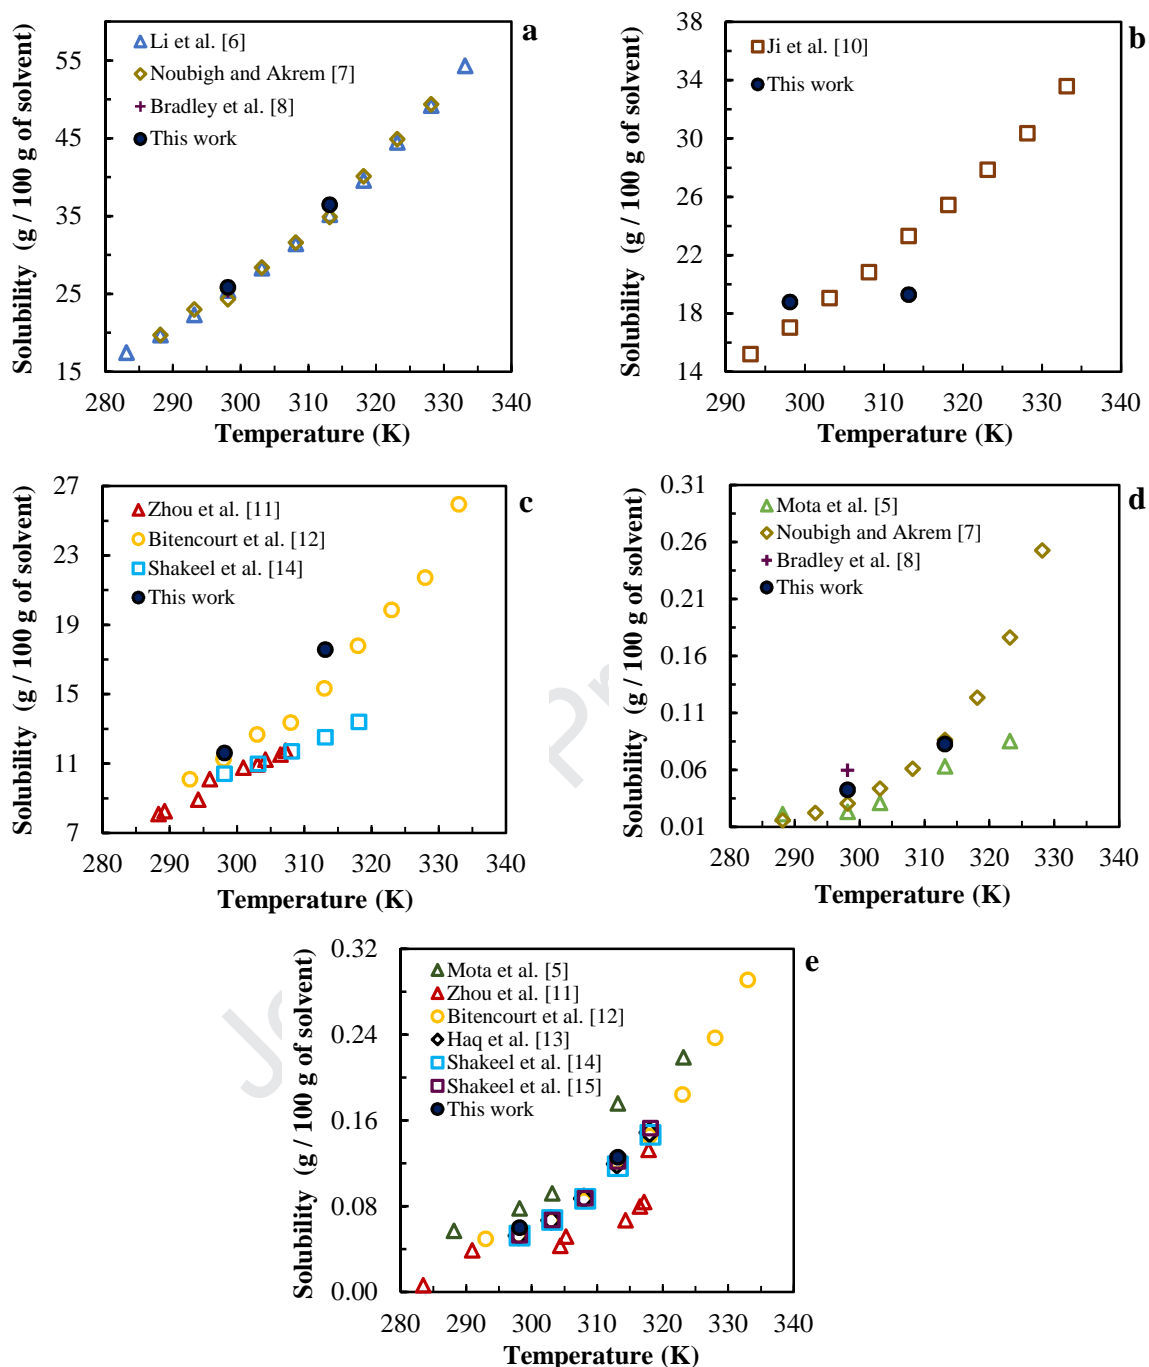 a
Li et al. [6]
Noubigh and Akrem [7]
Bradley et al. [8]
This work
Solubility (g / 100 g of solvent)
55
45
35
25
15
280 290 300 310 320 330 340
Temperature (K)
b
Ji et al. [10]
This work
Solubility (g / 100 g of solvent)
38
34
30
26
22
18
14
290 300 310 320 330 340
Temperature (K)
c
Zhou et al. [11]
Bitencourt et al. [12]
Shakeel et al. [14]
This work
Solubility (g / 100 g of solvent)
27
23
19
15
11
7
280 290 300 310 320 330 340
Temperature (K)
d
Mota et al. [5]
Noubigh and Akrem [7]
Bradley et al. [8]
This work
Solubility (g / 100 g of solvent)
0.31
0.26
0.21
0.16
0.11
0.06
0.01
280 290 300 310 320 330 340
Temperature (K)
e
Mota et al. [5]
Zhou et al. [11]
Bitencourt et al. [12]
Haq et al. [13]
Shakeel et al. [14]
Shakeel et al. [15]
This work
Solubility (g / 100 g of solvent)
0.32
0.24
0.16
0.08
0.00
280 290 300 310 320 330 340
Temperature (K)